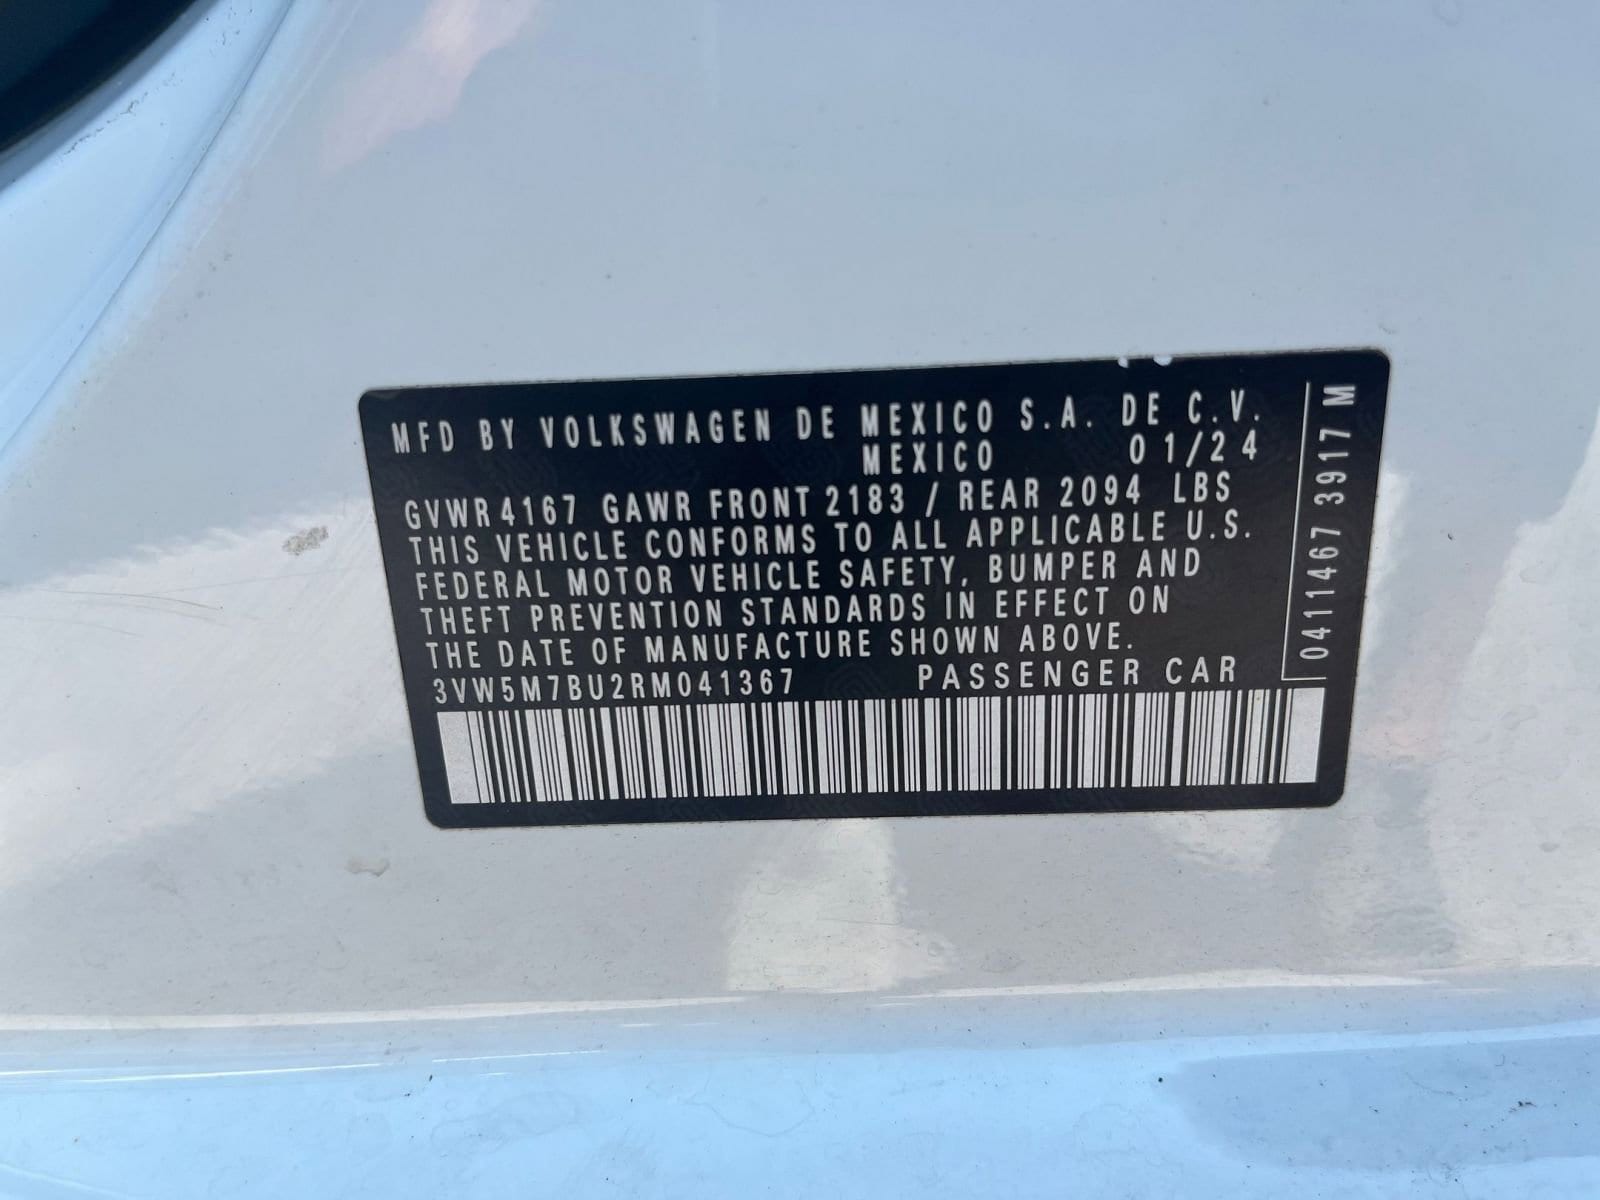 MFD BY VOLKSWAGEN DE MEXICO S.A. DE C.V.
MEXICO 01/24
GVWR 4167 GAWR FRONT 2183 / REAR 2094 LBS
THIS VEHICLE CONFORMS TO ALL APPLICABLE U.S.
FEDERAL MOTOR VEHICLE SAFETY, BUMPER AND
THEFT PREVENTION STANDARDS IN EFFECT ON
THE DATE OF MANUFACTURE SHOWN ABOVE.
3VW5M7BU2RM041367 PASSENGER CAR
0411467 3917 M